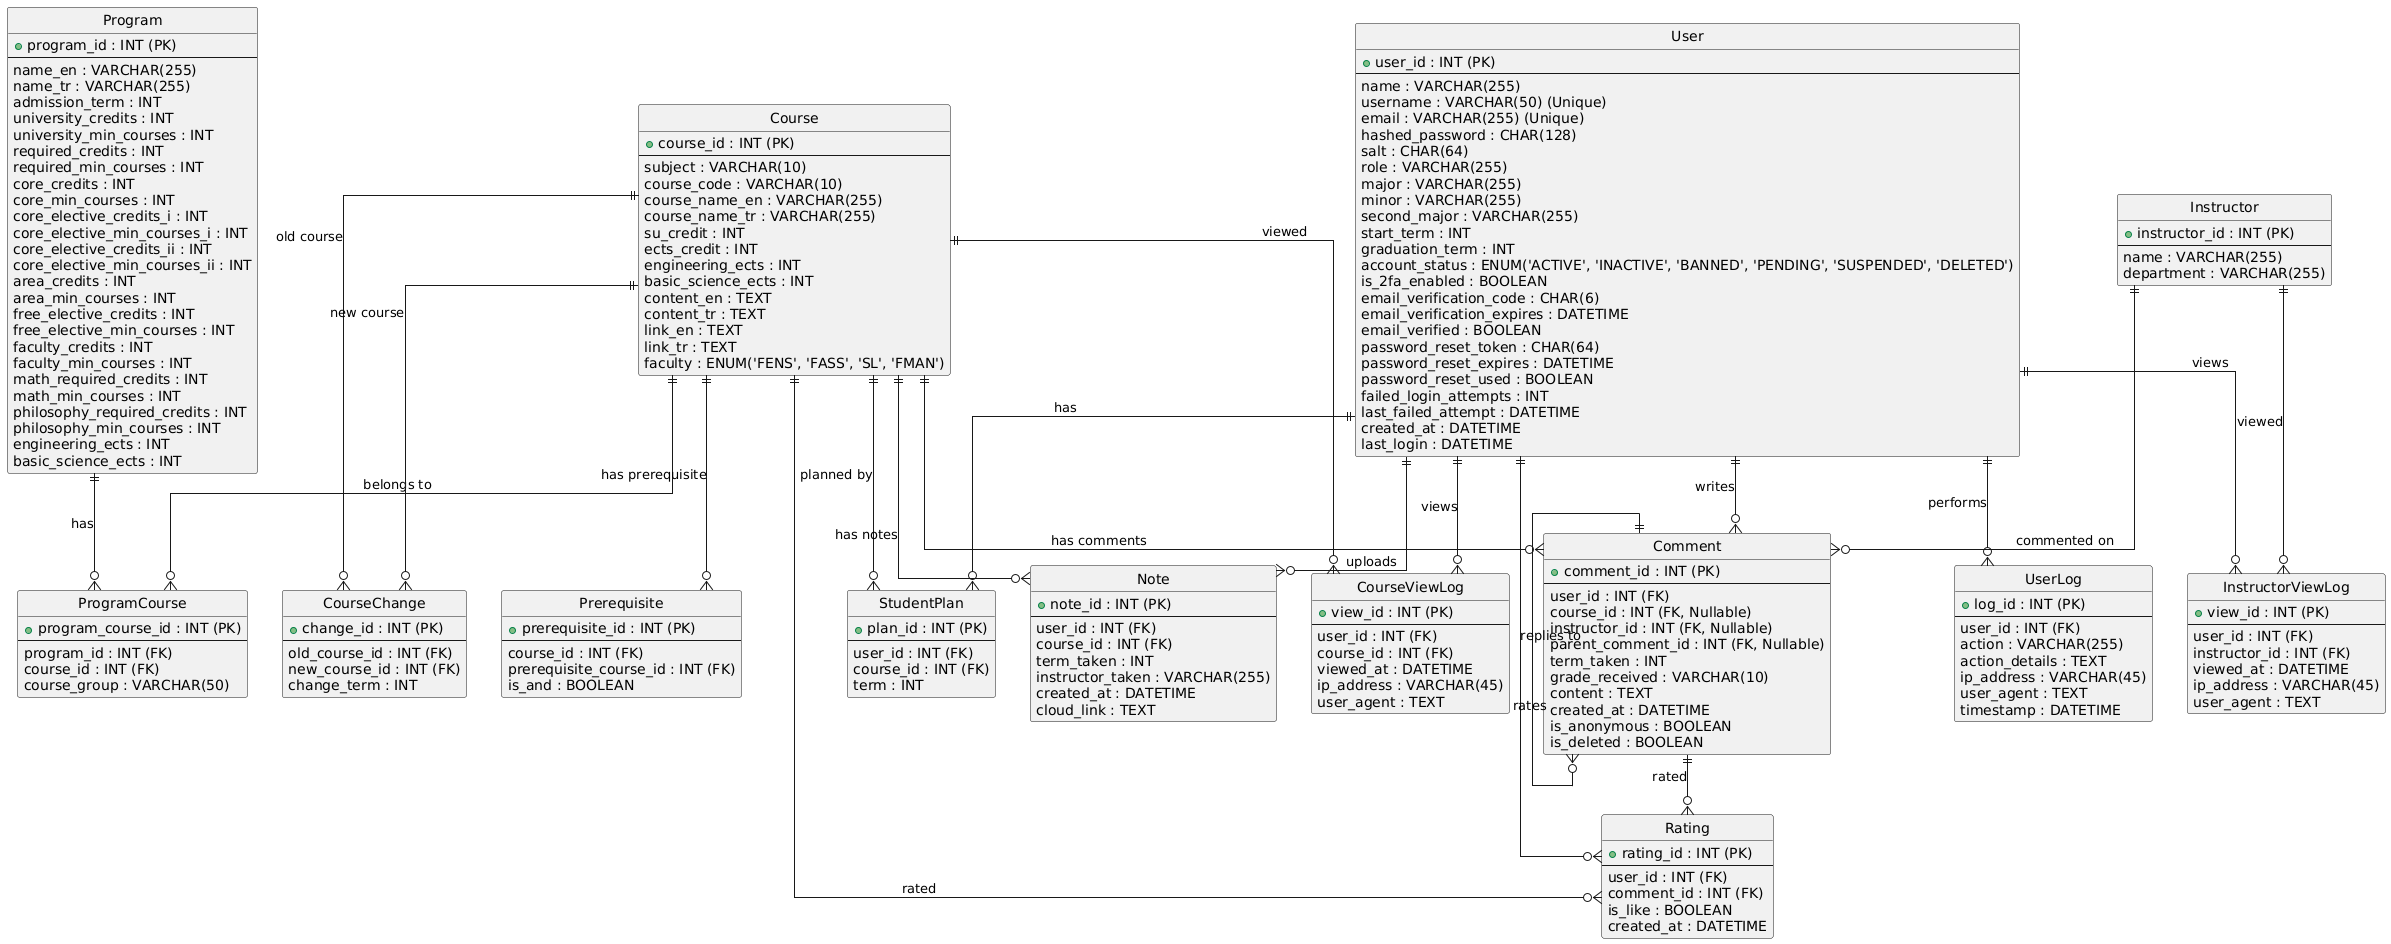 Program
program_id : INT (PK)
name_en : VARCHAR(255)
name_tr : VARCHAR(255)
admission_term : INT
university_credits : INT
university_min_courses : INT
required_credits : INT
required_min_courses : INT
core_credits : INT
core_min_courses : INT
core_elective_credits_i : INT
core_elective_min_courses_i : INT
core_elective_credits_ii : INT
core_elective_min_courses_ii : INT
area_credits : INT
area_min_courses : INT
free_elective_credits : INT
free_elective_min_courses : INT
faculty_credits : INT
faculty_min_courses : INT
math_required_credits : INT
math_min_courses : INT
philosophy_required_credits : INT
philosophy_min_courses : INT
engineering_ects : INT
basic_science_ects : INT
Course
course_id : INT (PK)
subject : VARCHAR(10)
course_code : VARCHAR(10)
course_name_en : VARCHAR(255)
course_name_tr : VARCHAR(255)
su_credit : INT
ects_credit : INT
engineering_ects : INT
basic_science_ects : INT
content_en : TEXT
content_tr : TEXT
link_en : TEXT
link_tr : TEXT
faculty : ENUM('FENS', 'FASS', 'SL', 'FMAN')
User
user_id : INT (PK)
name : VARCHAR(255)
username : VARCHAR(50) (Unique)
email : VARCHAR(255) (Unique)
hashed_password : CHAR(128)
salt : CHAR(64)
role : VARCHAR(255)
major : VARCHAR(255)
minor : VARCHAR(255)
second_major : VARCHAR(255)
start_term : INT
graduation_term : INT
account_status : ENUM('ACTIVE', 'INACTIVE', 'BANNED', 'PENDING', 'SUSPENDED', 'DELETED')
is_2fa_enabled : BOOLEAN
email_verification_code : CHAR(6)
email_verification_expires : DATETIME
email_verified : BOOLEAN
password_reset_token : CHAR(64)
password_reset_expires : DATETIME
password_reset_used : BOOLEAN
failed_login_attempts : INT
last_failed_attempt : DATETIME
created_at : DATETIME
last_login : DATETIME
Instructor
instructor_id : INT (PK)
name : VARCHAR(255)
department : VARCHAR(255)
old course
new course
viewed
views
viewed
has
belongs to
has prerequisite
planned by
has notes
has
has comments
uploads
views
writes
performs
commented on
has
ProgramCourse
program_course_id : INT (PK)
program_id : INT (FK)
course_id : INT (FK)
course_group : VARCHAR(50)
CourseChange
change_id : INT (PK)
old_course_id : INT (FK)
new_course_id : INT (FK)
change_term : INT
Prerequisite
prerequisite_id : INT (PK)
course_id : INT (FK)
prerequisite_course_id : INT (FK)
is_and : BOOLEAN
StudentPlan
plan_id : INT (PK)
user_id : INT (FK)
course_id : INT (FK)
term : INT
Note
note_id : INT (PK)
user_id : INT (FK)
course_id : INT (FK)
term_taken : INT
instructor_taken : VARCHAR(255)
created_at : DATETIME
cloud_link : TEXT
CourseViewLog
view_id : INT (PK)
user_id : INT (FK)
course_id : INT (FK)
viewed_at : DATETIME
ip_address : VARCHAR(45)
user_agent : TEXT
replies to
rates
Comment
comment_id : INT (PK)
user_id : INT (FK)
course_id : INT (FK, Nullable)
instructor_id : INT (FK, Nullable)
parent_comment_id : INT (FK, Nullable)
term_taken : INT
grade_received : VARCHAR(10)
content : TEXT
created_at : DATETIME
is_anonymous : BOOLEAN
is_deleted : BOOLEAN
UserLog
log_id : INT (PK)
user_id : INT (FK)
action : VARCHAR(255)
action_details : TEXT
ip_address : VARCHAR(45)
user_agent : TEXT
timestamp : DATETIME
InstructorViewLog
view_id : INT (PK)
user_id : INT (FK)
instructor_id : INT (FK)
viewed_at : DATETIME
ip_address : VARCHAR(45)
user_agent : TEXT
rated
rated
Rating
rating_id : INT (PK)
user_id : INT (FK)
comment_id : INT (FK)
is_like : BOOLEAN
created_at : DATETIME